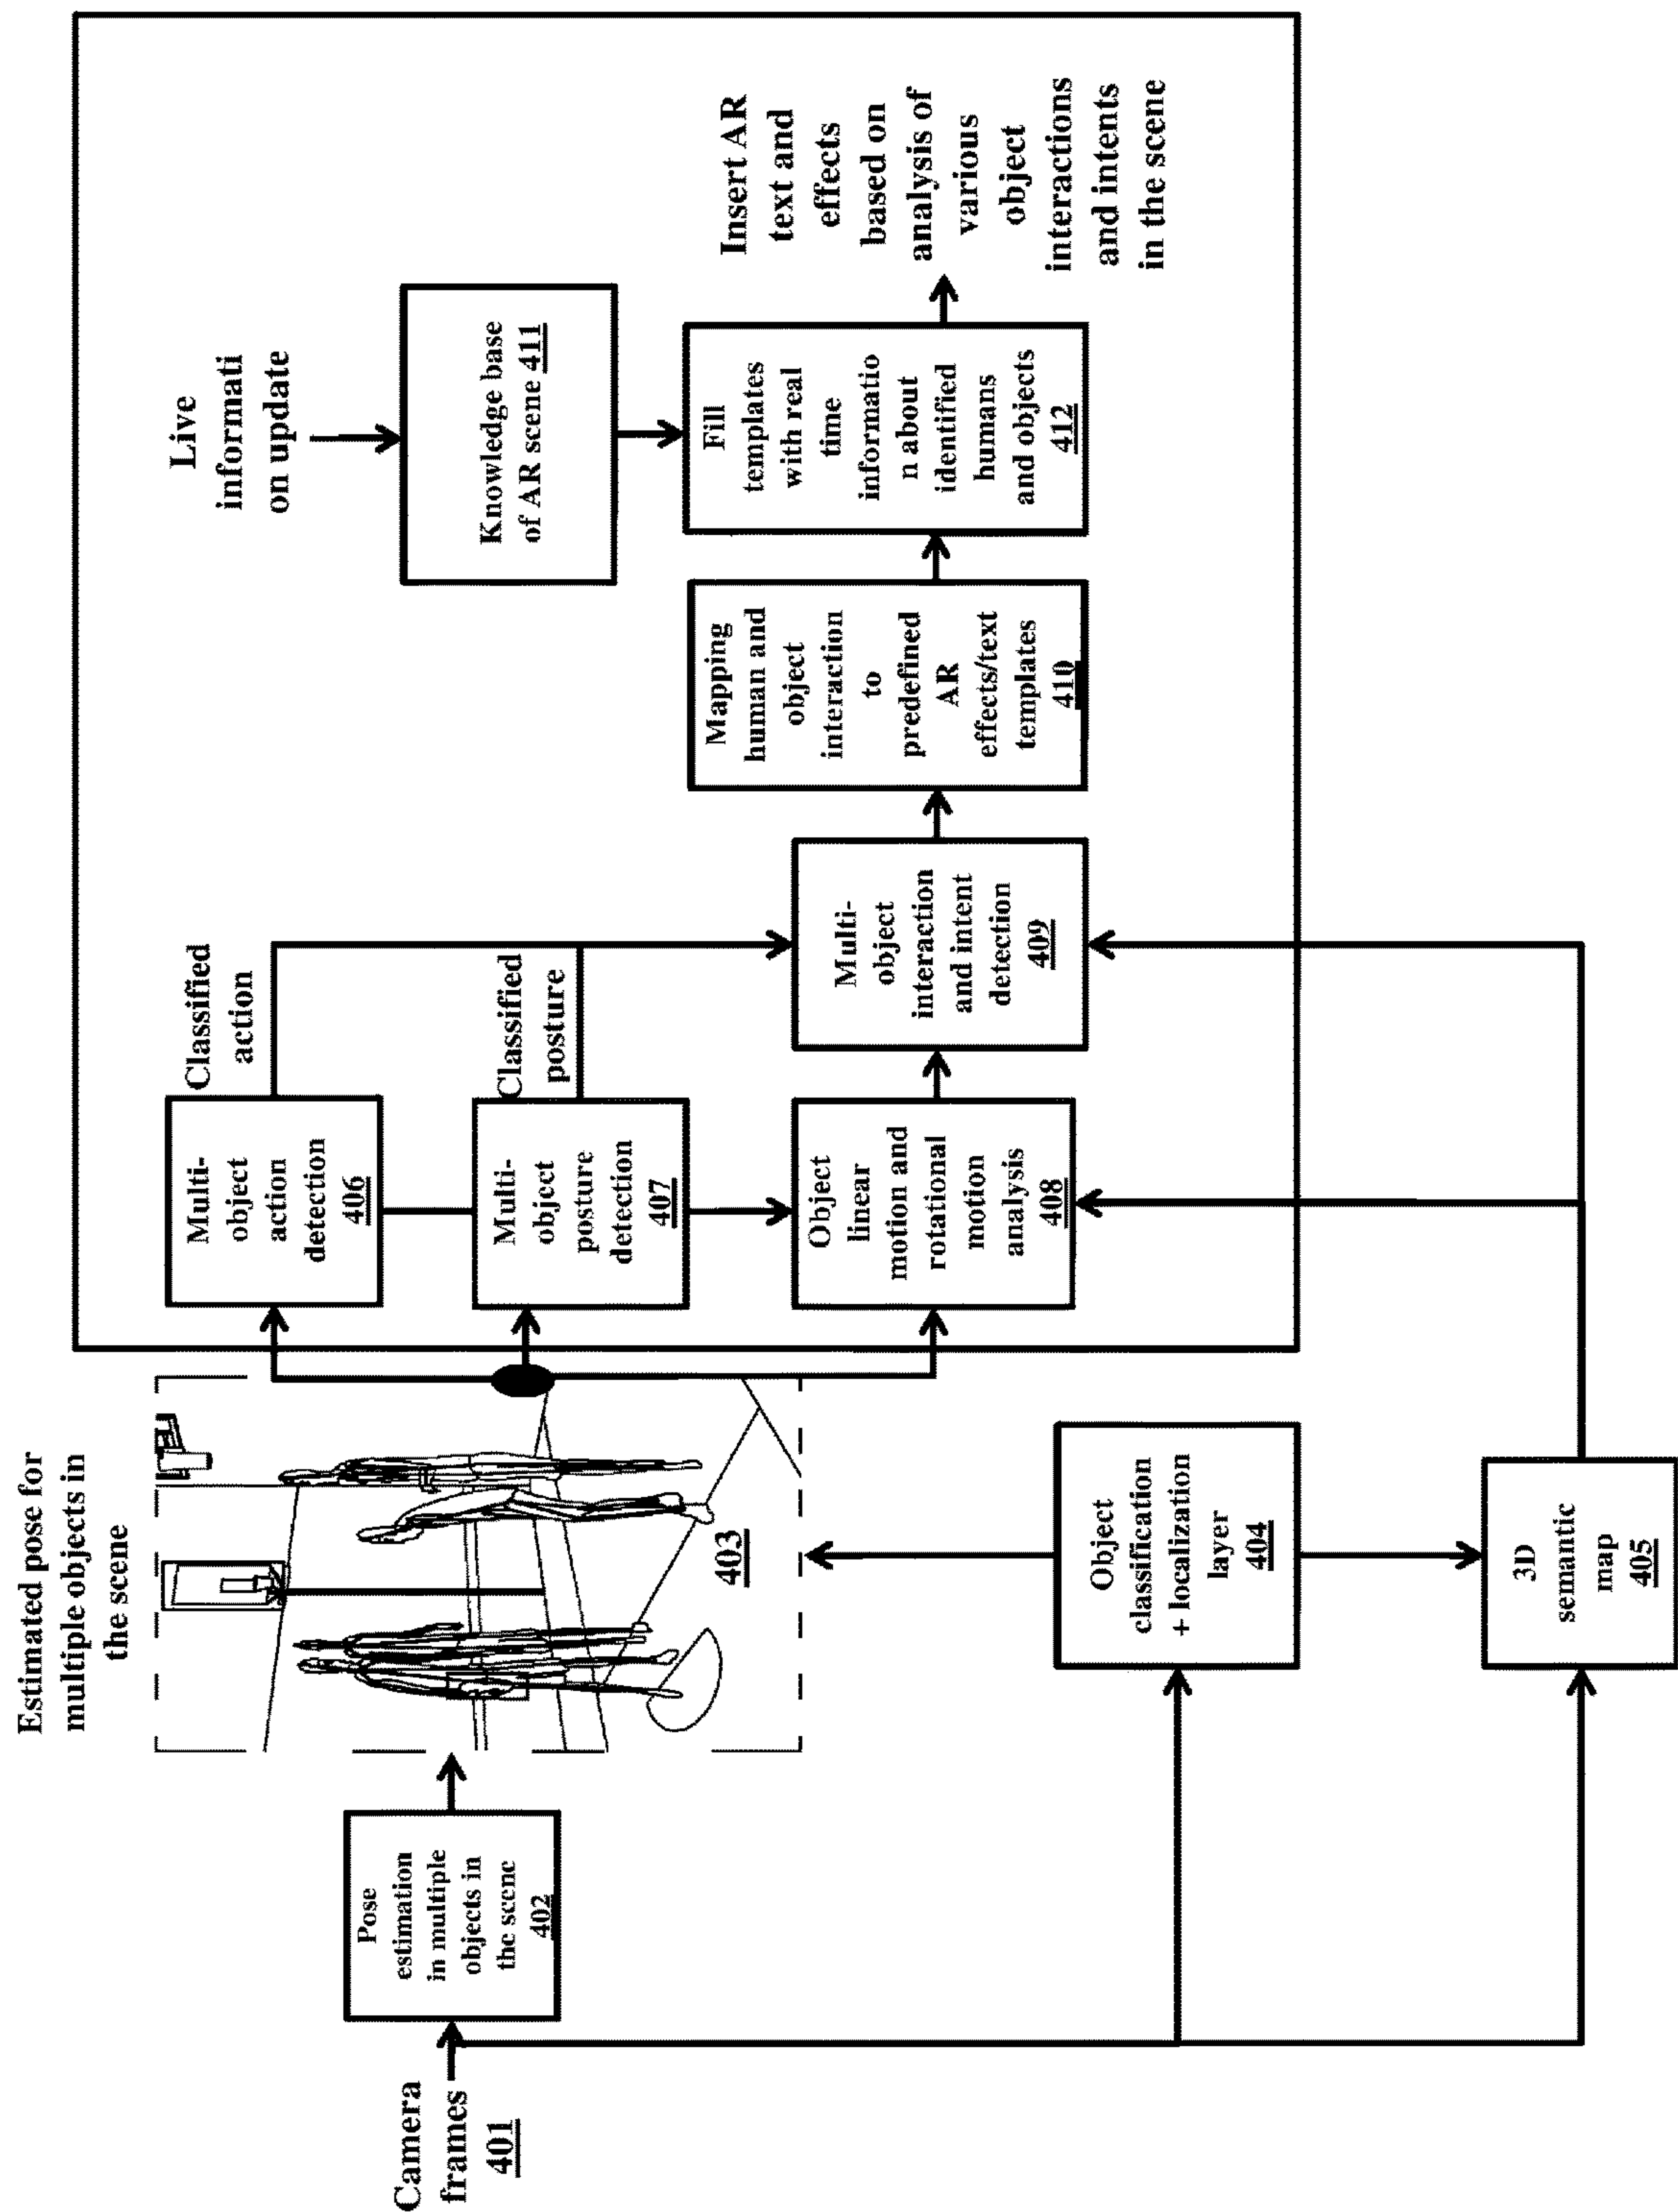 Camera
frames
401
Pose
estimation
in multiple
objects in
the scene
402
Estimated pose for
multiple objects in
the scene
403
Object
classification
+ localization
layer
404
3D
semantic
map
405
Multi-
object
action
detection
406
Classified
action
Multi-
object
posture
detection
407
Classified
posture
Object
linear
motion and
rotational
motion
analysis
408
Multi-
object
interaction
and intent
detection
409
Mapping
human and
object
interaction
to
predefined
AR
effects/text
templates
410
Live
informati
on update
Knowledge base
of AR scene 411
Fill
templates
with real
time
informatio
n about
identified
humans
and objects
412
Insert AR
text and
effects
based on
analysis of
various
object
interactions
and intents
in the scene